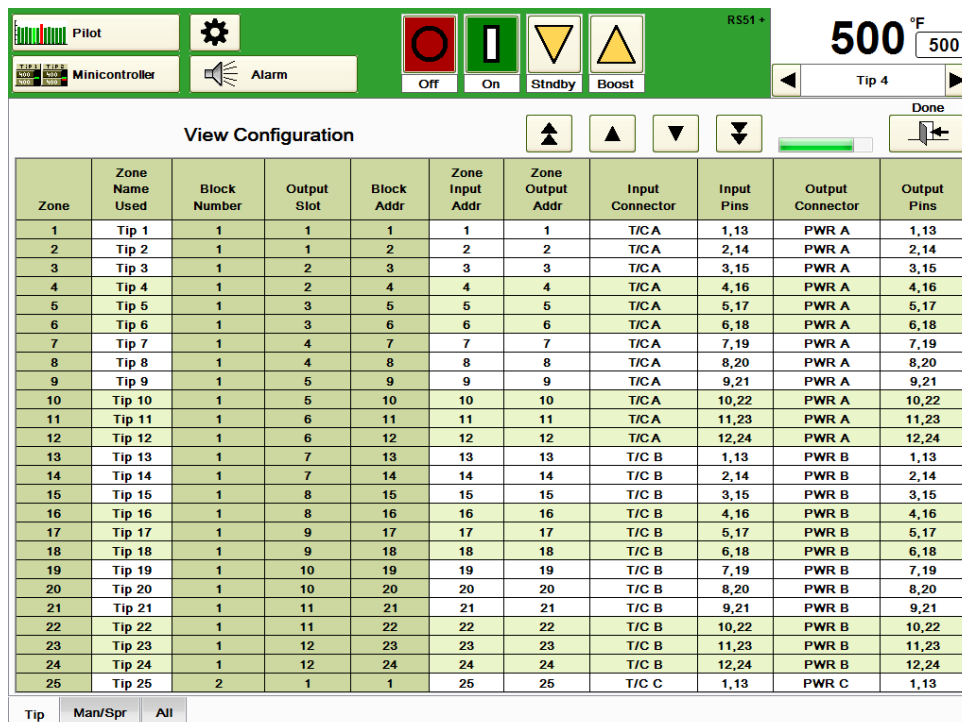 Pilot
RS51 +
500 °F
500
TIP 1 TIP 2
400 400
400 400
Minicontroller
Alarm
Off On Stndby Boost
Tip 4
View Configuration
Done
Zone Zone Name Used Block Number Output Slot Block Addr Zone Input Addr Zone Output Addr Input Connector Input Pins Output Connector Output Pins
1 Tip 1 1 1 1 1 1 T/C A 1,13 PWR A 1,13
2 Tip 2 1 1 2 2 2 T/C A 2,14 PWR A 2,14
3 Tip 3 1 2 3 3 3 T/C A 3,15 PWR A 3,15
4 Tip 4 1 2 4 4 4 T/C A 4,16 PWR A 4,16
5 Tip 5 1 3 5 5 5 T/C A 5,17 PWR A 5,17
6 Tip 6 1 3 6 6 6 T/C A 6,18 PWR A 6,18
7 Tip 7 1 4 7 7 7 T/C A 7,19 PWR A 7,19
8 Tip 8 1 4 8 8 8 T/C A 8,20 PWR A 8,20
9 Tip 9 1 5 9 9 9 T/C A 9,21 PWR A 9,21
10 Tip 10 1 5 10 10 10 T/C A 10,22 PWR A 10,22
11 Tip 11 1 6 11 11 11 T/C A 11,23 PWR A 11,23
12 Tip 12 1 6 12 12 12 T/C A 12,24 PWR A 12,24
13 Tip 13 1 7 13 13 13 T/C B 1,13 PWR B 1,13
14 Tip 14 1 7 14 14 14 T/C B 2,14 PWR B 2,14
15 Tip 15 1 8 15 15 15 T/C B 3,15 PWR B 3,15
16 Tip 16 1 8 16 16 16 T/C B 4,16 PWR B 4,16
17 Tip 17 1 9 17 17 17 T/C B 5,17 PWR B 5,17
18 Tip 18 1 9 18 18 18 T/C B 6,18 PWR B 6,18
19 Tip 19 1 10 19 19 19 T/C B 7,19 PWR B 7,19
20 Tip 20 1 10 20 20 20 T/C B 8,20 PWR B 8,20
21 Tip 21 1 11 21 21 21 T/C B 9,21 PWR B 9,21
22 Tip 22 1 11 22 22 22 T/C B 10,22 PWR B 10,22
23 Tip 23 1 12 23 23 23 T/C B 11,23 PWR B 11,23
24 Tip 24 1 12 24 24 24 T/C B 12,24 PWR B 12,24
25 Tip 25 2 1 1 25 25 T/C C 1,13 PWR C 1,13
Tip Man/Spr All